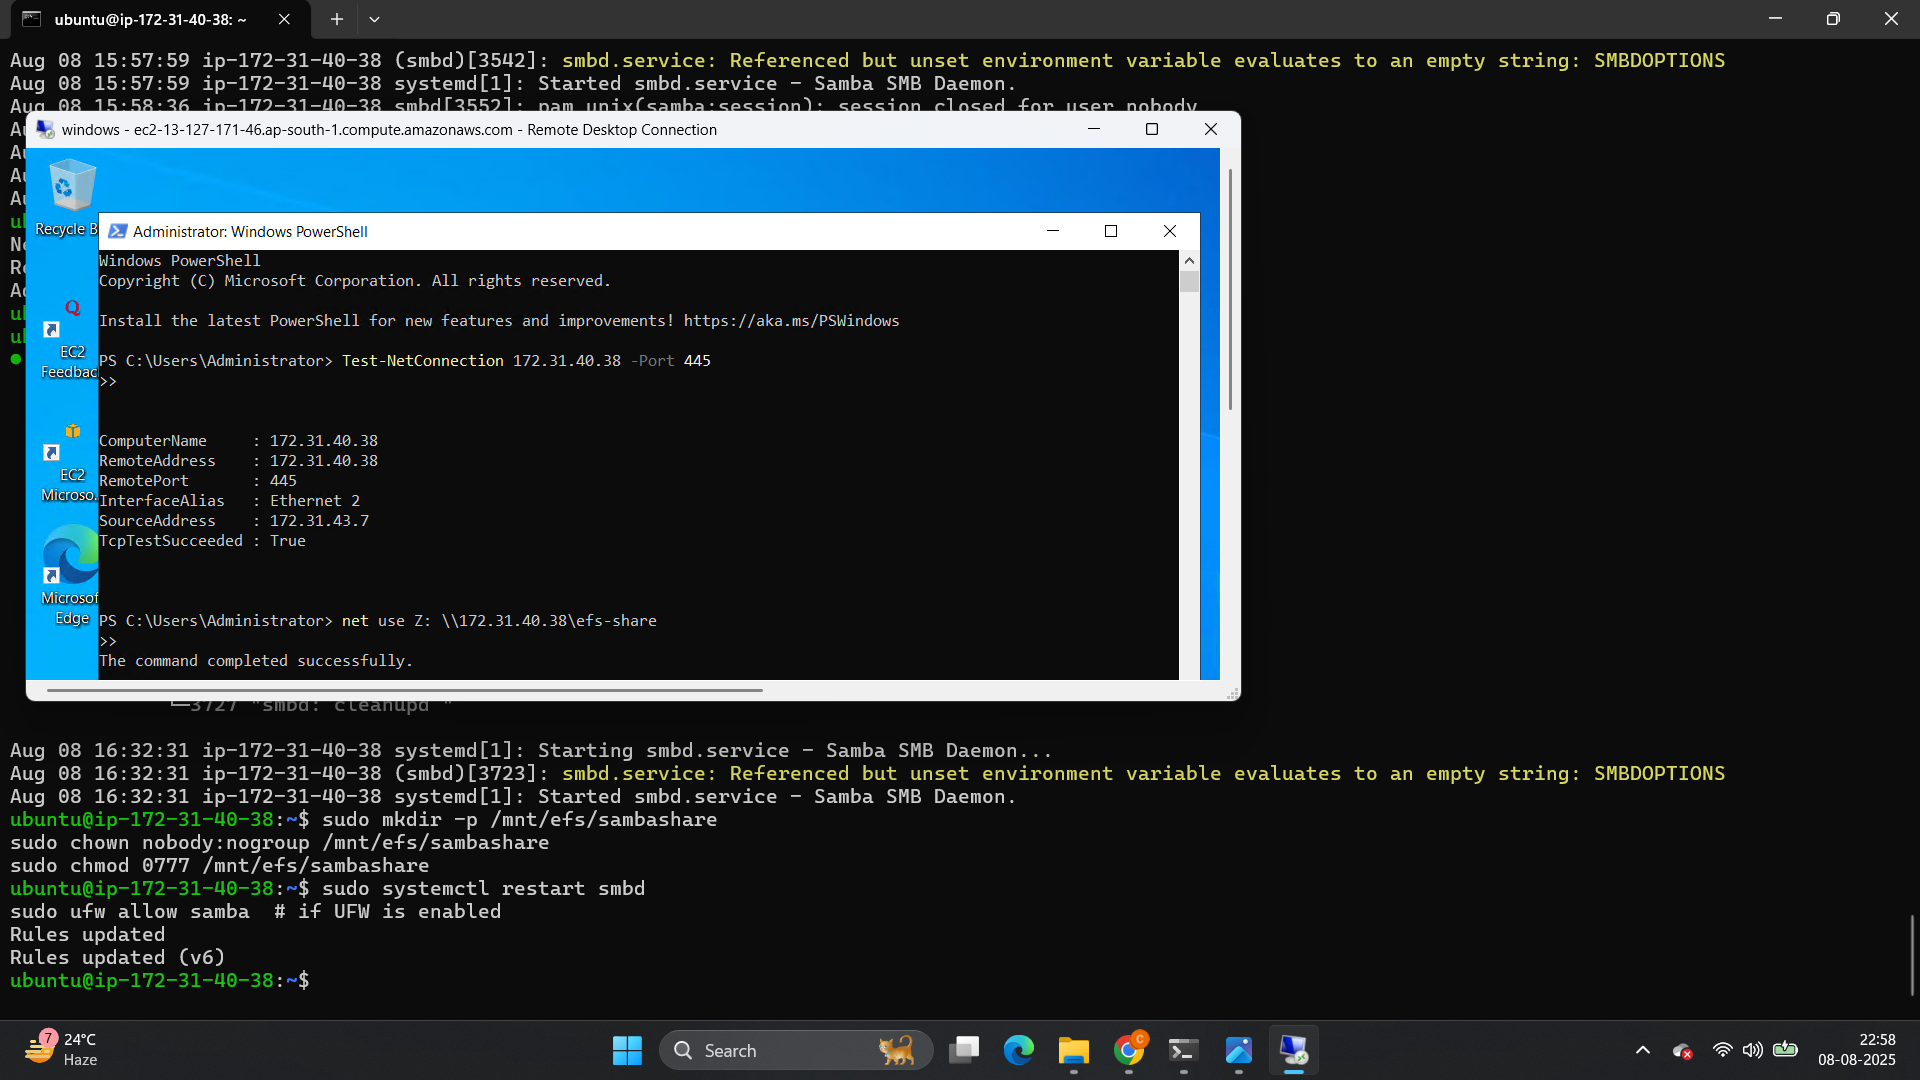 ubuntu@ip-172-31-40-38: ~
Aug 08 15:57:59 ip-172-31-40-38 (smbd)[3542]: smbd.service: Referenced but unset environment variable evaluates to an empty string: SMBDOPTIONS
Aug 08 15:57:59 ip-172-31-40-38 systemd[1]: Started smbd.service - Samba SMB Daemon.
Aug 08 15:58:36 ip-172-31-40-38 smbd[3552]: pam_unix(samba:session): session closed for user nobody
windows - ec2-13-127-171-46.ap-south-1.compute.amazonaws.com - Remote Desktop Connection
Recycle B
Administrator: Windows PowerShell
Windows PowerShell
Copyright (C) Microsoft Corporation. All rights reserved.
Install the latest PowerShell for new features and improvements! https://aka.ms/PSWindows
EC2
Feedbac
PS C:\Users\Administrator> Test-NetConnection 172.31.40.38 -Port 445
>>
ComputerName     : 172.31.40.38
RemoteAddress    : 172.31.40.38
RemotePort       : 445
InterfaceAlias   : Ethernet 2
SourceAddress    : 172.31.43.7
TcpTestSucceeded : True
EC2
Microso..
Microsof
Edge
PS C:\Users\Administrator> net use Z: \\172.31.40.38\efs-share
>>
The command completed successfully.
└─3727 "smbd: cleanupd "
Aug 08 16:32:31 ip-172-31-40-38 systemd[1]: Starting smbd.service - Samba SMB Daemon...
Aug 08 16:32:31 ip-172-31-40-38 (smbd)[3723]: smbd.service: Referenced but unset environment variable evaluates to an empty string: SMBDOPTIONS
Aug 08 16:32:31 ip-172-31-40-38 systemd[1]: Started smbd.service - Samba SMB Daemon.
ubuntu@ip-172-31-40-38:~$ sudo mkdir -p /mnt/efs/sambashare
sudo chown nobody:nogroup /mnt/efs/sambashare
sudo chmod 0777 /mnt/efs/sambashare
ubuntu@ip-172-31-40-38:~$ sudo systemctl restart smbd
sudo ufw allow samba  # if UFW is enabled
Rules updated
Rules updated (v6)
ubuntu@ip-172-31-40-38:~$
7
24°C
Haze
Search
22:58
08-08-2025